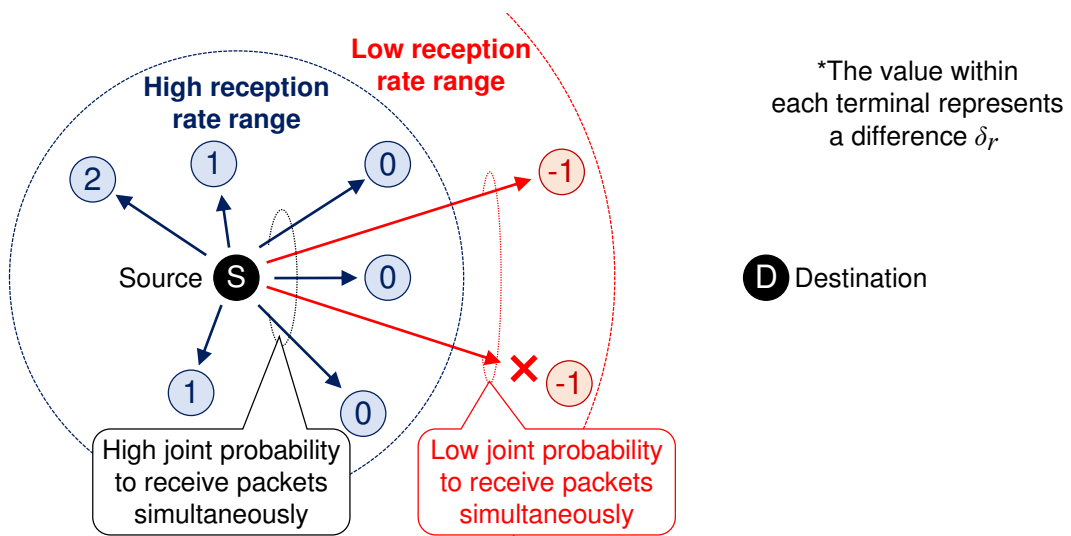 Low reception
rate range
High reception
rate range
*The value within
each terminal represents
a difference δr
2
1
0
-1
Source
S
0
D
Destination
1
0
-1
High joint probability
to receive packets
simultaneously
Low joint probability
to receive packets
simultaneously